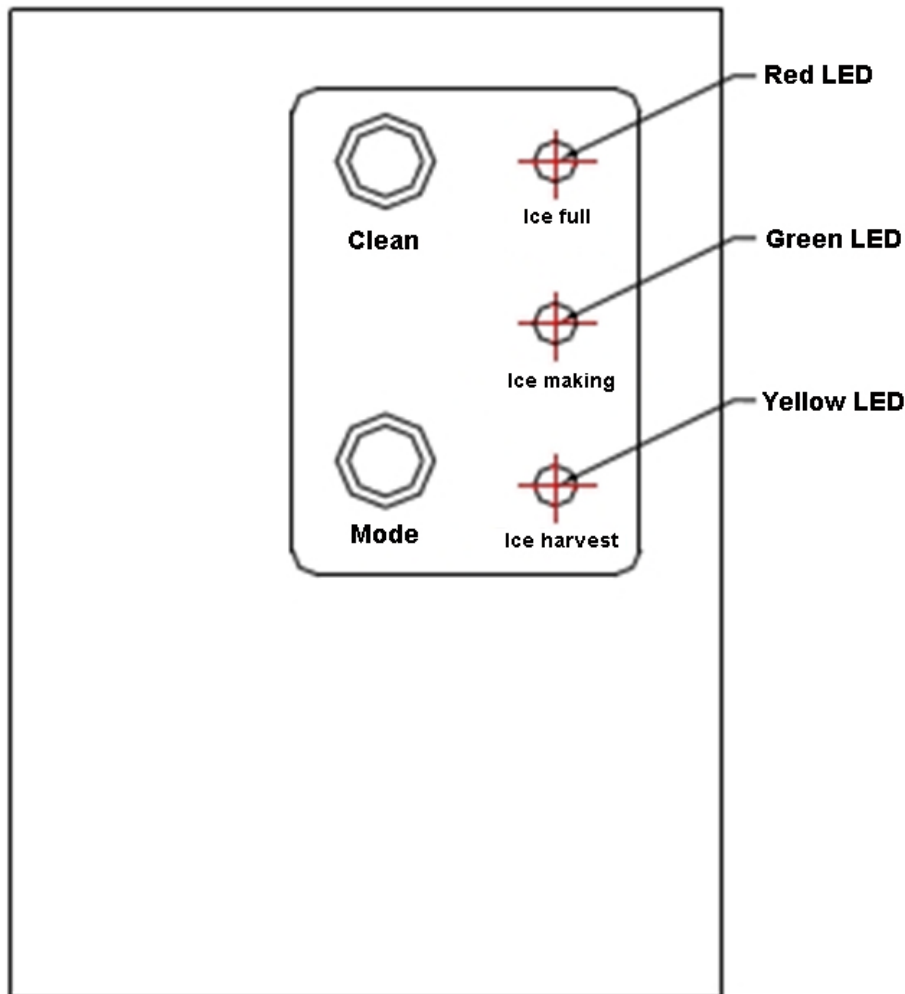 Red LED
Ice full
Clean
Green LED
Ice making
Yellow LED
Mode
Ice harvest